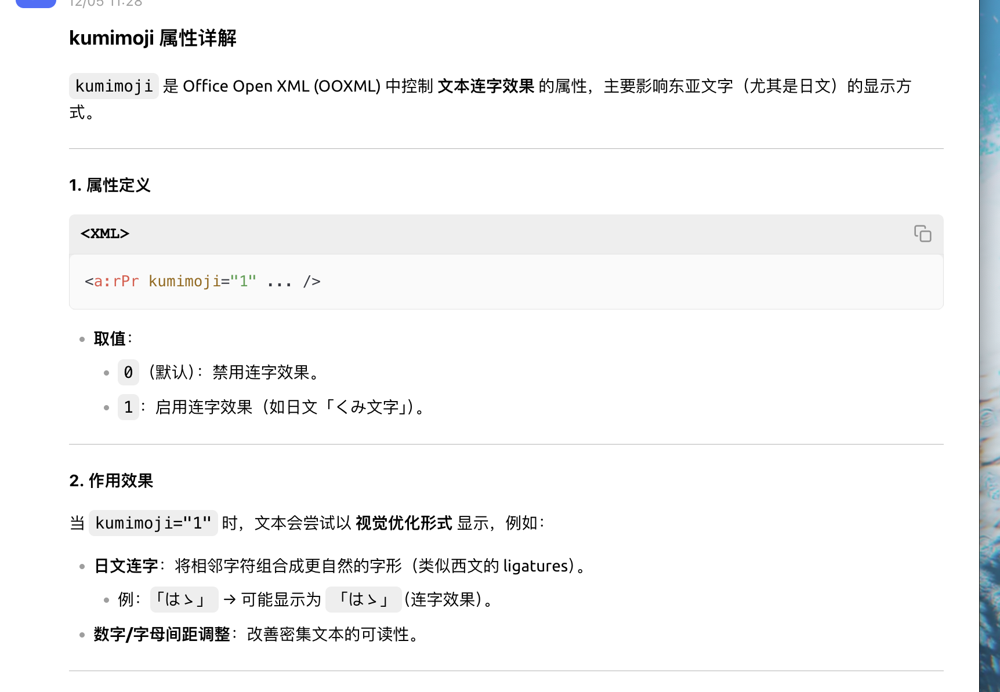 12/05 11:28
kumimoji 属性详解
kumimoji 是 Office Open XML (OOXML) 中控制 文本连字效果 的属性，主要影响东亚文字（尤其是日文）的显示方
式。
1. 属性定义
<XML>
<a:rPr kumimoji="1" ... />
取值：
0（默认）：禁用连字效果。
1：启用连字效果（如日文「くみ文字」）。
2. 作用效果
当 kumimoji="1" 时，文本会尝试以 视觉优化形式 显示，例如：
日文连字：将相邻字符组合成更自然的字形（类似西文的 ligatures）。
例：「はゝ」 → 可能显示为 「はゝ」（连字效果）。
数字/字母间距调整：改善密集文本的可读性。